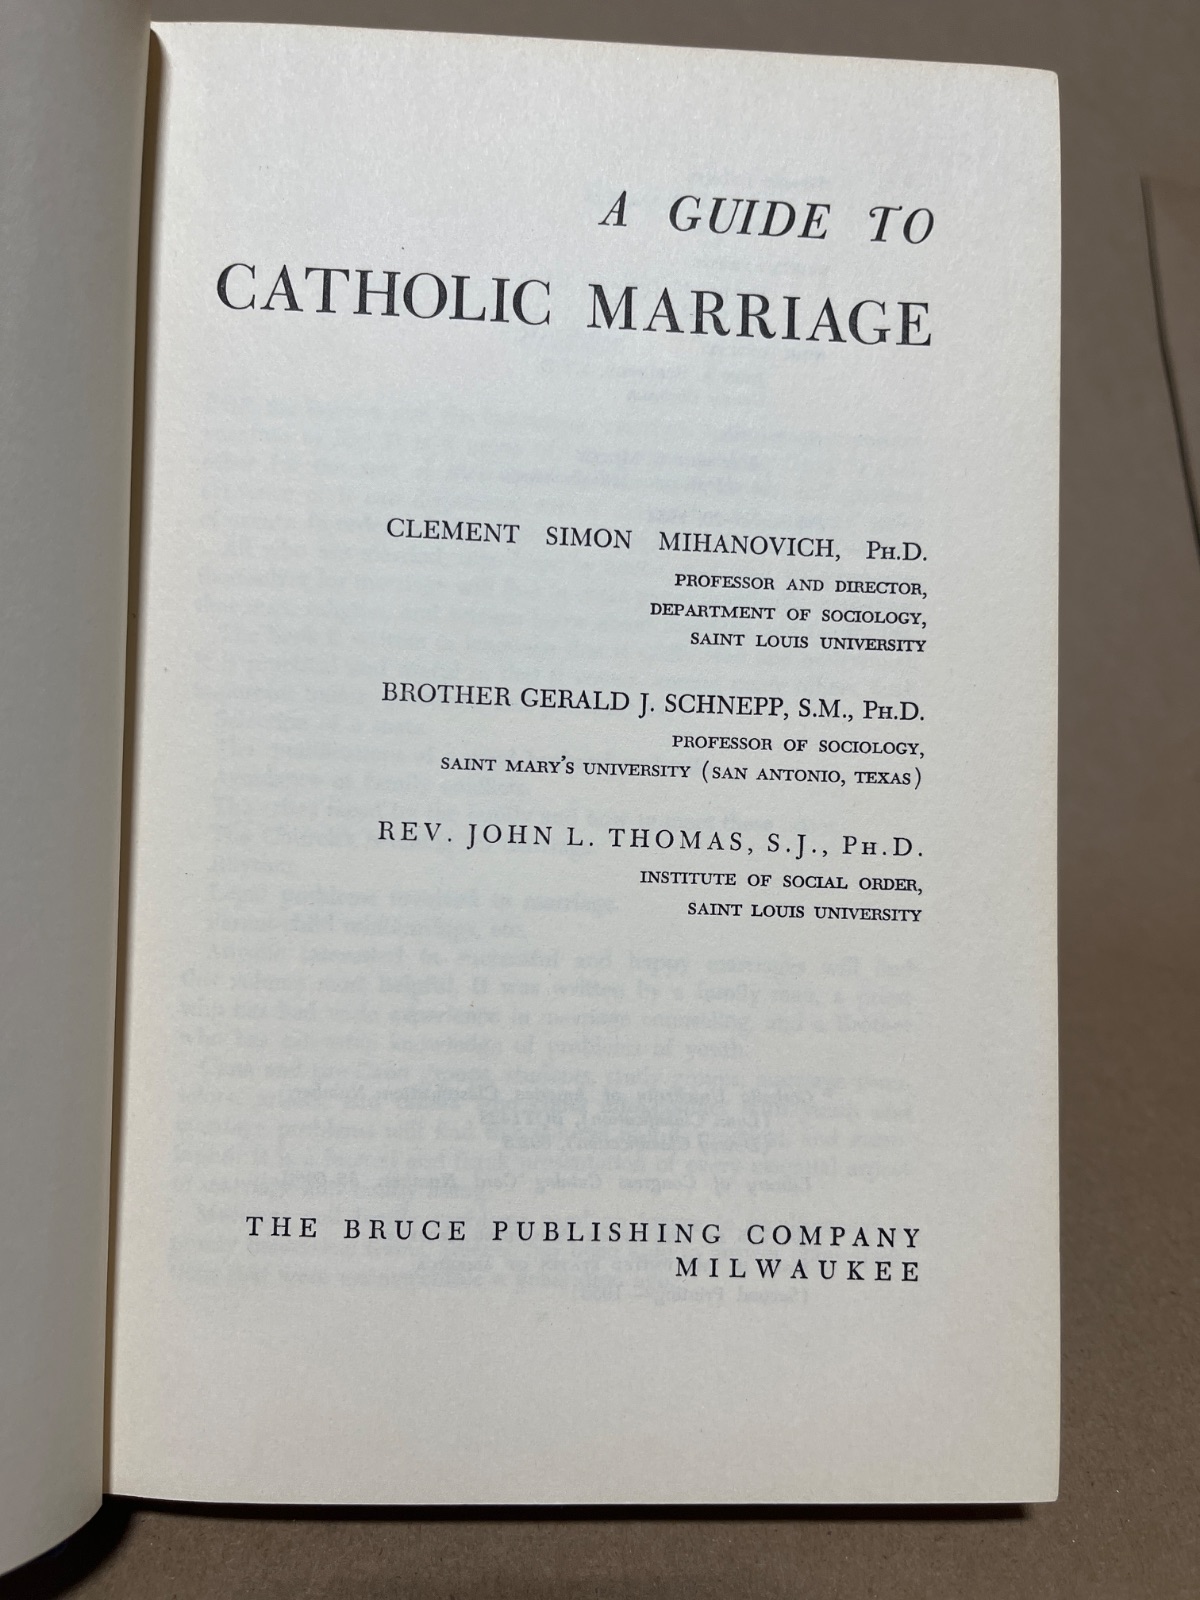 A GUIDE TO
CATHOLIC MARRIAGE
CLEMENT SIMON MIHANOVICH, PH.D.
PROFESSOR AND DIRECTOR,
DEPARTMENT OF SOCIOLOGY,
SAINT LOUIS UNIVERSITY
BROTHER GERALD J. SCHNEPP, S.M., PH.D.
PROFESSOR OF SOCIOLOGY,
SAINT MARY'S UNIVERSITY (SAN ANTONIO, TEXAS)
REV. JOHN L. THOMAS, S.J., PH.D.
INSTITUTE OF SOCIAL ORDER,
SAINT LOUIS UNIVERSITY
THE BRUCE PUBLISHING COMPANY
MILWAUKEE